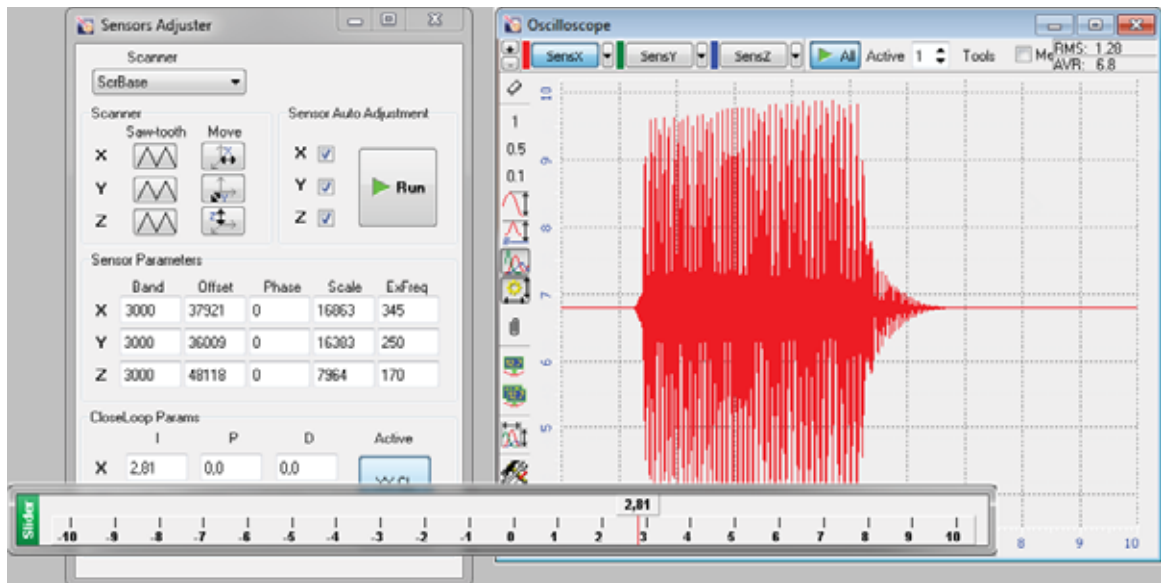 Sensors Adjuster
Scanner
ScrBase
Scanner
Saw-tooth Move
X
Y
Z
Sensor Auto Adjustment
X
Y
Z
Run
Sensor Parameters
Band Offset Phase Scale ExFreq
X 3000 37921 0 16863 345
Y 3000 36009 0 16383 250
Z 3000 48118 0 7964 170
CloseLoop Params
I P D Active
X 2,81 0,0 0,0
Oscilloscope
SensX SensY SensZ All Active 1 Tools Me
RMS: 1.28
AVR: 6.8
1
0.5
0.1
10
9
8
7
6
5
8 9 10
Slider
2,81
-10 -9 -8 -7 -6 -5 -4 -3 -2 -1 0 1 2 3 4 5 6 7 8 9 10